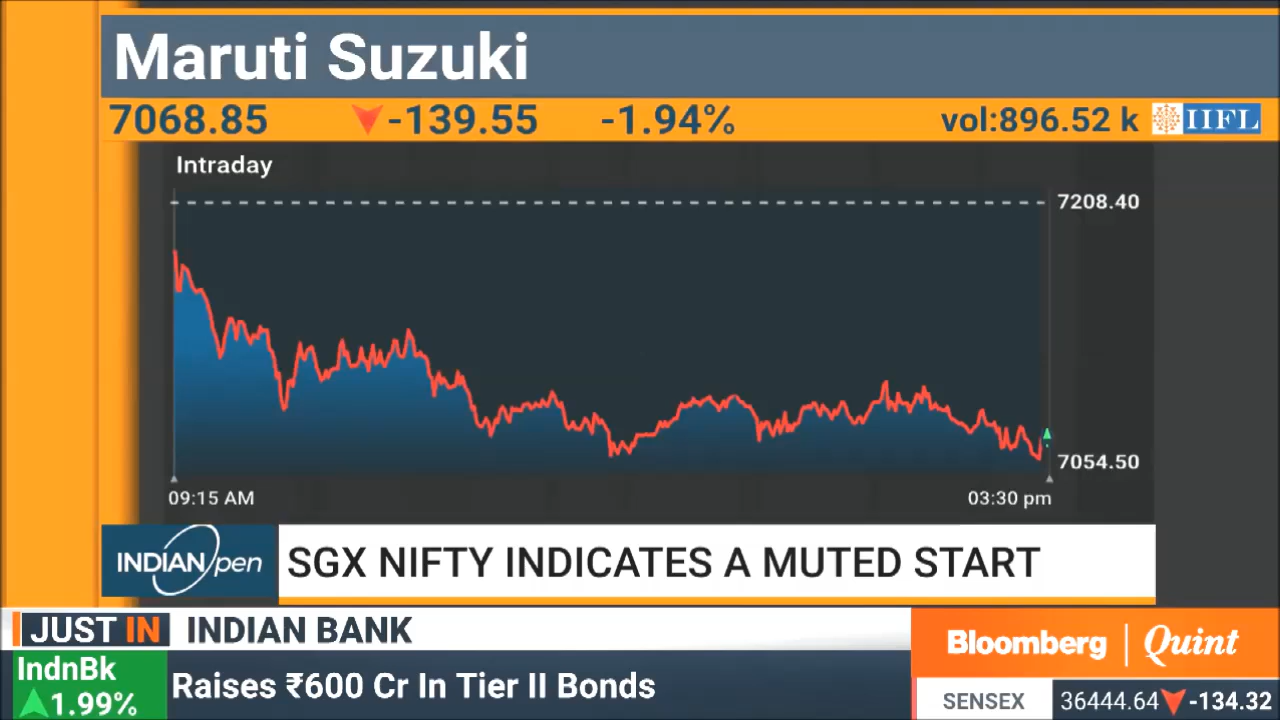 Maruti Suzuki
7068.85 -139.55 -1.94% vol:896.52 k IIFL
Intraday
7208.40
7054.50
09:15 AM 03:30 pm
INDIAN Open SGX NIFTY INDICATES A MUTED START
JUST IN INDIAN BANK
IndnBk
1.99%
Raises ₹600 Cr In Tier II Bonds
Bloomberg | Quint
SENSEX 36444.64 -134.32